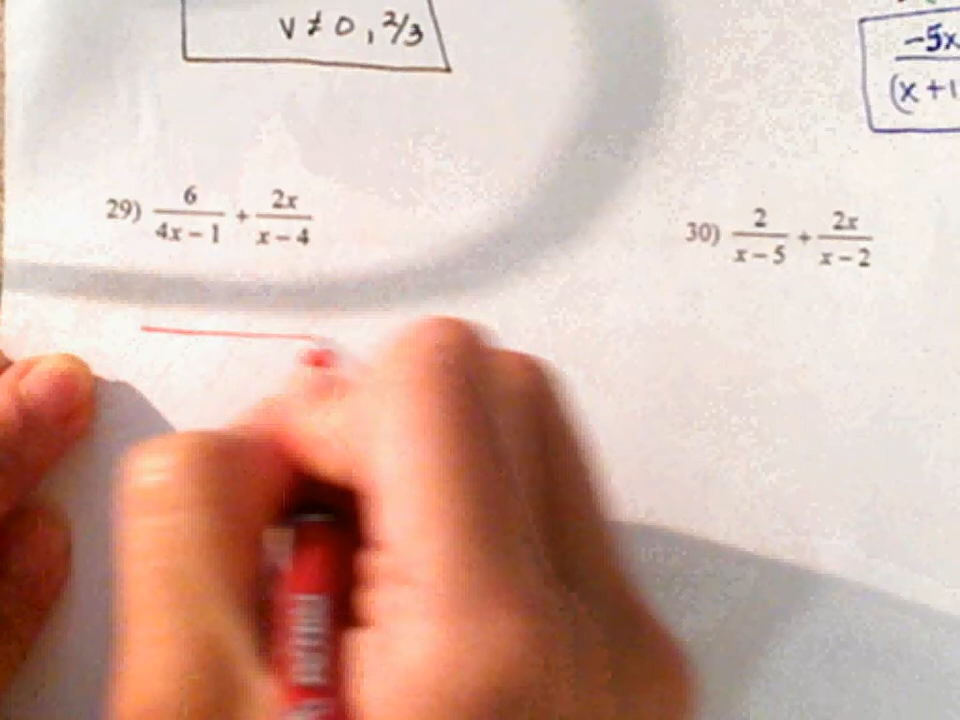 v ≠ 0, 2/3
-5x
(x+1
29) 6/(4x-1) + 2x/(x-4)
30) 2/(x-5) + 2x/(x-2)